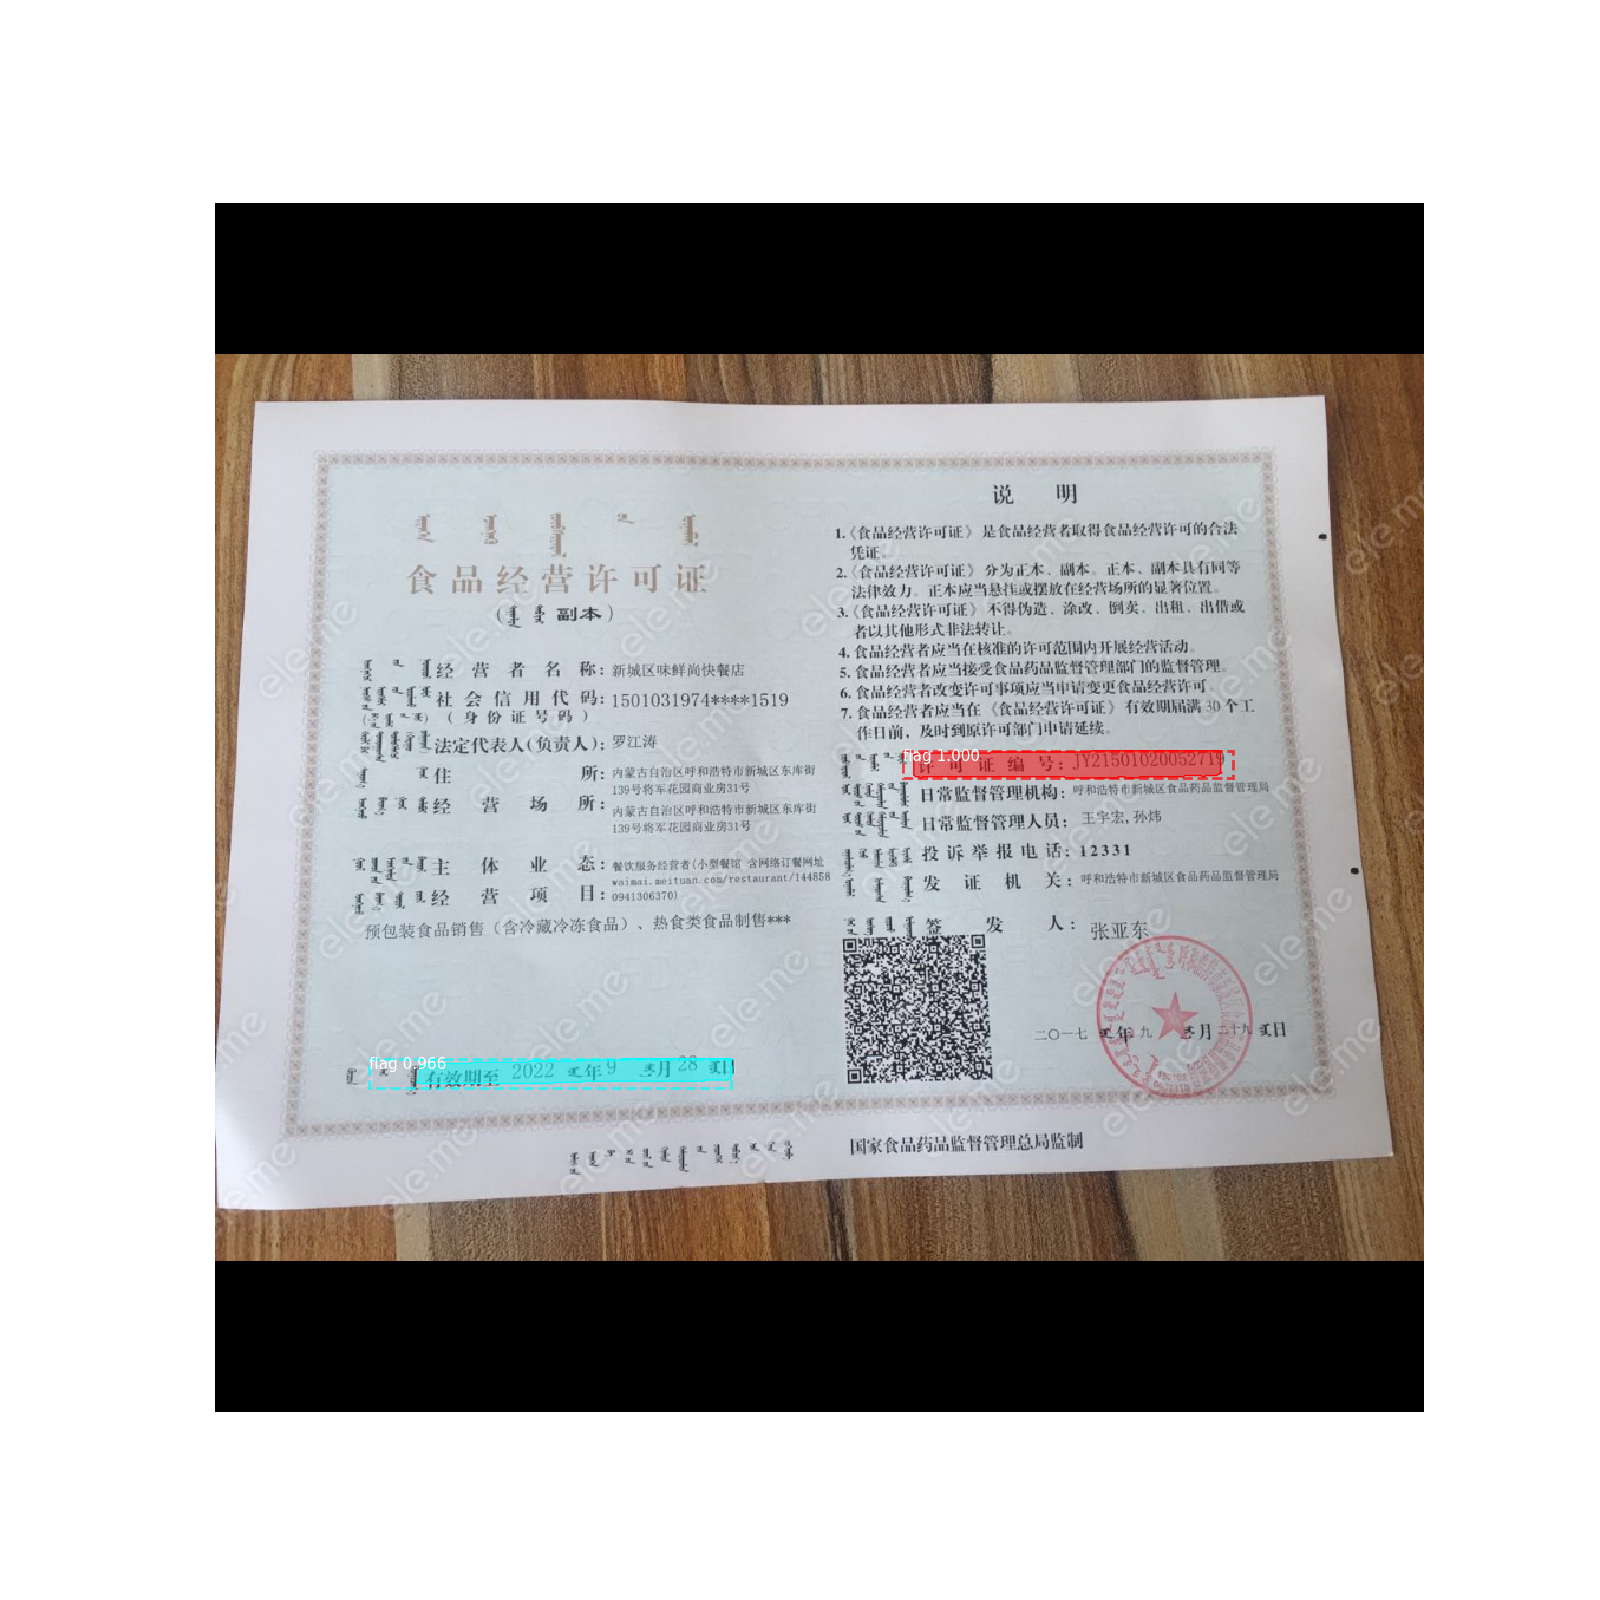 食品经营许可证
(副本)
经营者名称：新城区味鲜尚快餐店
社会信用代码：1501031974****1519
(身份证号码)
法定代表人(负责人)：罗江涛
住所：内蒙古自治区呼和浩特市新城区东库街
139号将军花园商业房31号
经营场所：内蒙古自治区呼和浩特市新城区东库街
139号将军花园商业房31号
主体业态：餐饮服务经营者(小型餐馆 含网络订餐网址
waimai.meituan.com/restaurant/144858
经营项目：0941306370)
预包装食品销售（含冷藏冷冻食品）、热食类食品制售***
flag 0.966
有效期至 2022 年 9 月 28 日
说明
1.《食品经营许可证》是食品经营者取得食品经营许可的合法
凭证。
2.《食品经营许可证》分为正本、副本。正本、副本具有同等
法律效力。正本应当悬挂或摆放在经营场所的显著位置。
3.《食品经营许可证》不得伪造、涂改、倒卖、出租、出借或
者以其他形式非法转让。
4.食品经营者应当在核准的许可范围内开展经营活动。
5.食品经营者应当接受食品药品监督管理部门的监督管理。
6.食品经营者改变许可事项应当申请变更食品经营许可。
7.食品经营者应当在《食品经营许可证》有效期届满30个工
作日前，及时到原许可部门申请延续。
flag 1.000
许可证编号：JY21501020052719
日常监督管理机构：呼和浩特市新城区食品药品监督管理局
日常监督管理人员：王宇宏,孙炜
投诉举报电话：12331
发证机关：呼和浩特市新城区食品药品监督管理局
签发人：张亚东
二〇一七年九月二十九日
国家食品药品监督管理总局监制
ele.me